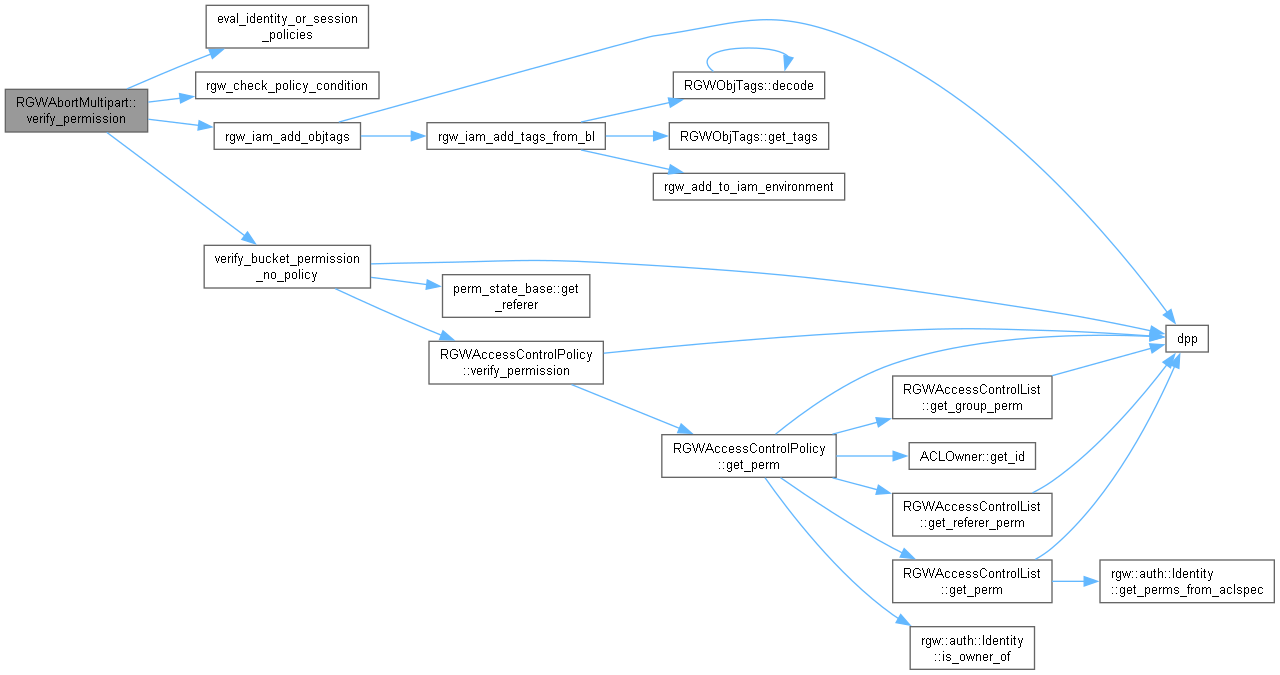 eval_identity_or_session
_policies
RGWAbortMultipart::
verify_permission
rgw_check_policy_condition
rgw_iam_add_objtags
rgw_iam_add_tags_from_bl
RGWObjTags::decode
RGWObjTags::get_tags
rgw_add_to_iam_environment
verify_bucket_permission
_no_policy
perm_state_base::get
_referer
RGWAccessControlPolicy
::verify_permission
dpp
RGWAccessControlPolicy
::get_perm
RGWAccessControlList
::get_group_perm
ACLOwner::get_id
RGWAccessControlList
::get_referer_perm
RGWAccessControlList
::get_perm
rgw::auth::Identity
::get_perms_from_aclspec
rgw::auth::Identity
::is_owner_of